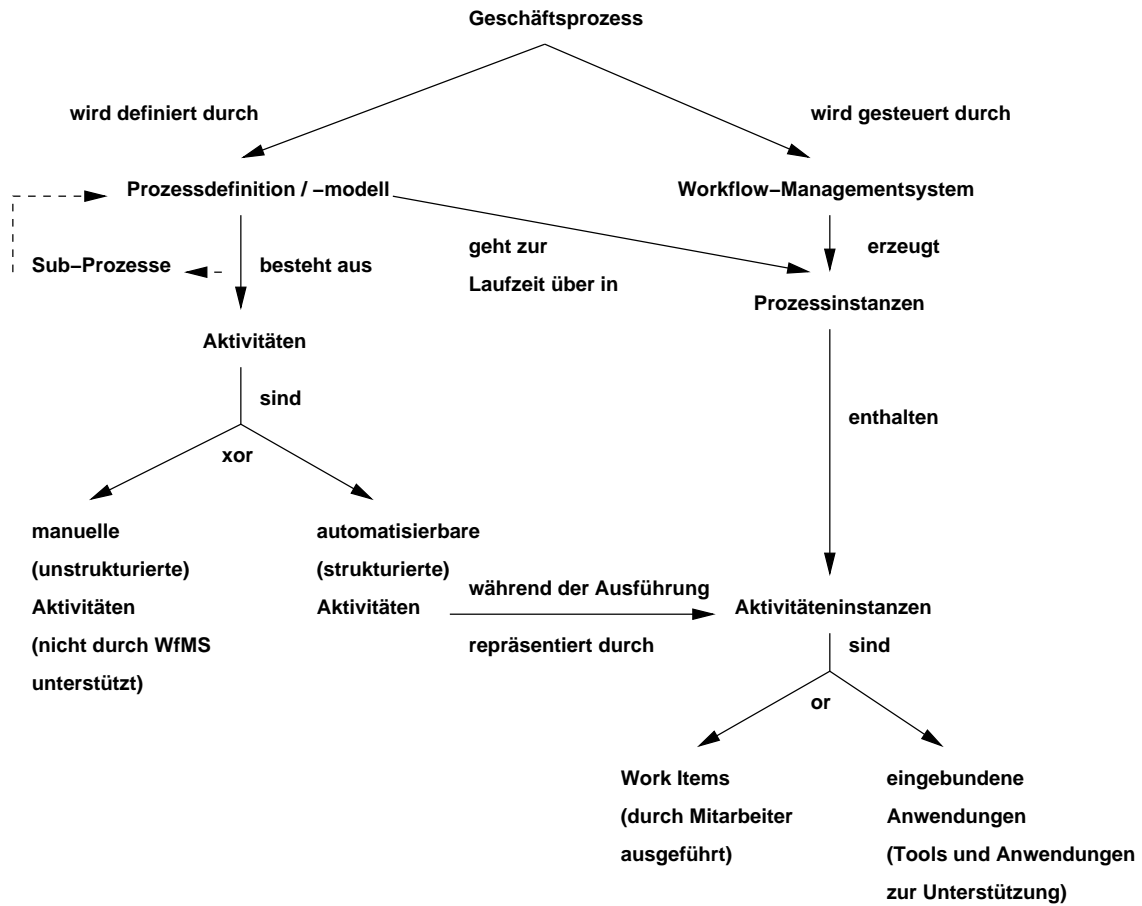 Geschäftsprozess
wird definiert durch
wird gesteuert durch
Prozessdefinition / −modell
Workflow−Managementsystem
geht zur
Laufzeit über in
erzeugt
Sub−Prozesse
besteht aus
Prozessinstanzen
Aktivitäten
sind
enthalten
xor
manuelle
(unstrukturierte)
Aktivitäten
(nicht durch WfMS
unterstützt)
automatisierbare
(strukturierte)
Aktivitäten
während der Ausführung
repräsentiert durch
Aktivitäteninstanzen
sind
or
Work Items
(durch Mitarbeiter
ausgeführt)
eingebundene
Anwendungen
(Tools und Anwendungen
zur Unterstützung)